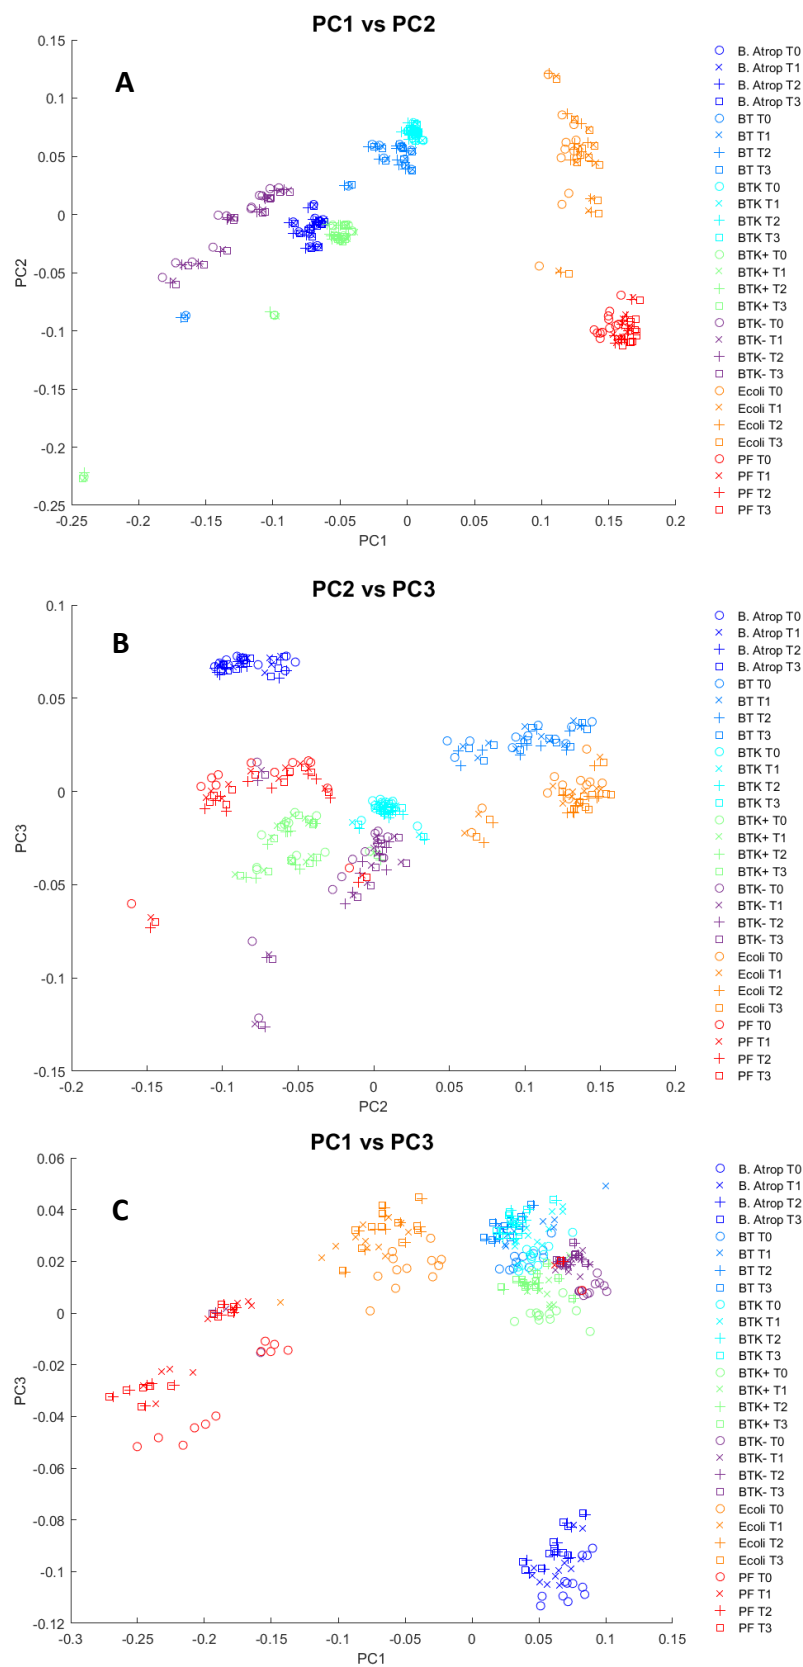 PC1 vs PC2
A
0.15
0.1
0.05
0
-0.05
-0.1
-0.15
-0.2
-0.25
PC2
-0.25 -0.2 -0.15 -0.1 -0.05 0 0.05 0.1 0.15 0.2
PC1
B. Atrop T0
B. Atrop T1
B. Atrop T2
B. Atrop T3
BT T0
BT T1
BT T2
BT T3
BTK T0
BTK T1
BTK T2
BTK T3
BTK+ T0
BTK+ T1
BTK+ T2
BTK+ T3
BTK- T0
BTK- T1
BTK- T2
BTK- T3
Ecoli T0
Ecoli T1
Ecoli T2
Ecoli T3
PF T0
PF T1
PF T2
PF T3
PC2 vs PC3
B
0.1
0.05
0
-0.05
-0.1
-0.15
PC3
-0.2 -0.15 -0.1 -0.05 0 0.05 0.1 0.15 0.2
PC2
B. Atrop T0
B. Atrop T1
B. Atrop T2
B. Atrop T3
BT T0
BT T1
BT T2
BT T3
BTK T0
BTK T1
BTK T2
BTK T3
BTK+ T0
BTK+ T1
BTK+ T2
BTK+ T3
BTK- T0
BTK- T1
BTK- T2
BTK- T3
Ecoli T0
Ecoli T1
Ecoli T2
Ecoli T3
PF T0
PF T1
PF T2
PF T3
PC1 vs PC3
C
0.06
0.04
0.02
0
-0.02
-0.04
-0.06
-0.08
-0.1
-0.12
PC3
-0.3 -0.25 -0.2 -0.15 -0.1 -0.05 0 0.05 0.1 0.15
PC1
B. Atrop T0
B. Atrop T1
B. Atrop T2
B. Atrop T3
BT T0
BT T1
BT T2
BT T3
BTK T0
BTK T1
BTK T2
BTK T3
BTK+ T0
BTK+ T1
BTK+ T2
BTK+ T3
BTK- T0
BTK- T1
BTK- T2
BTK- T3
Ecoli T0
Ecoli T1
Ecoli T2
Ecoli T3
PF T0
PF T1
PF T2
PF T3